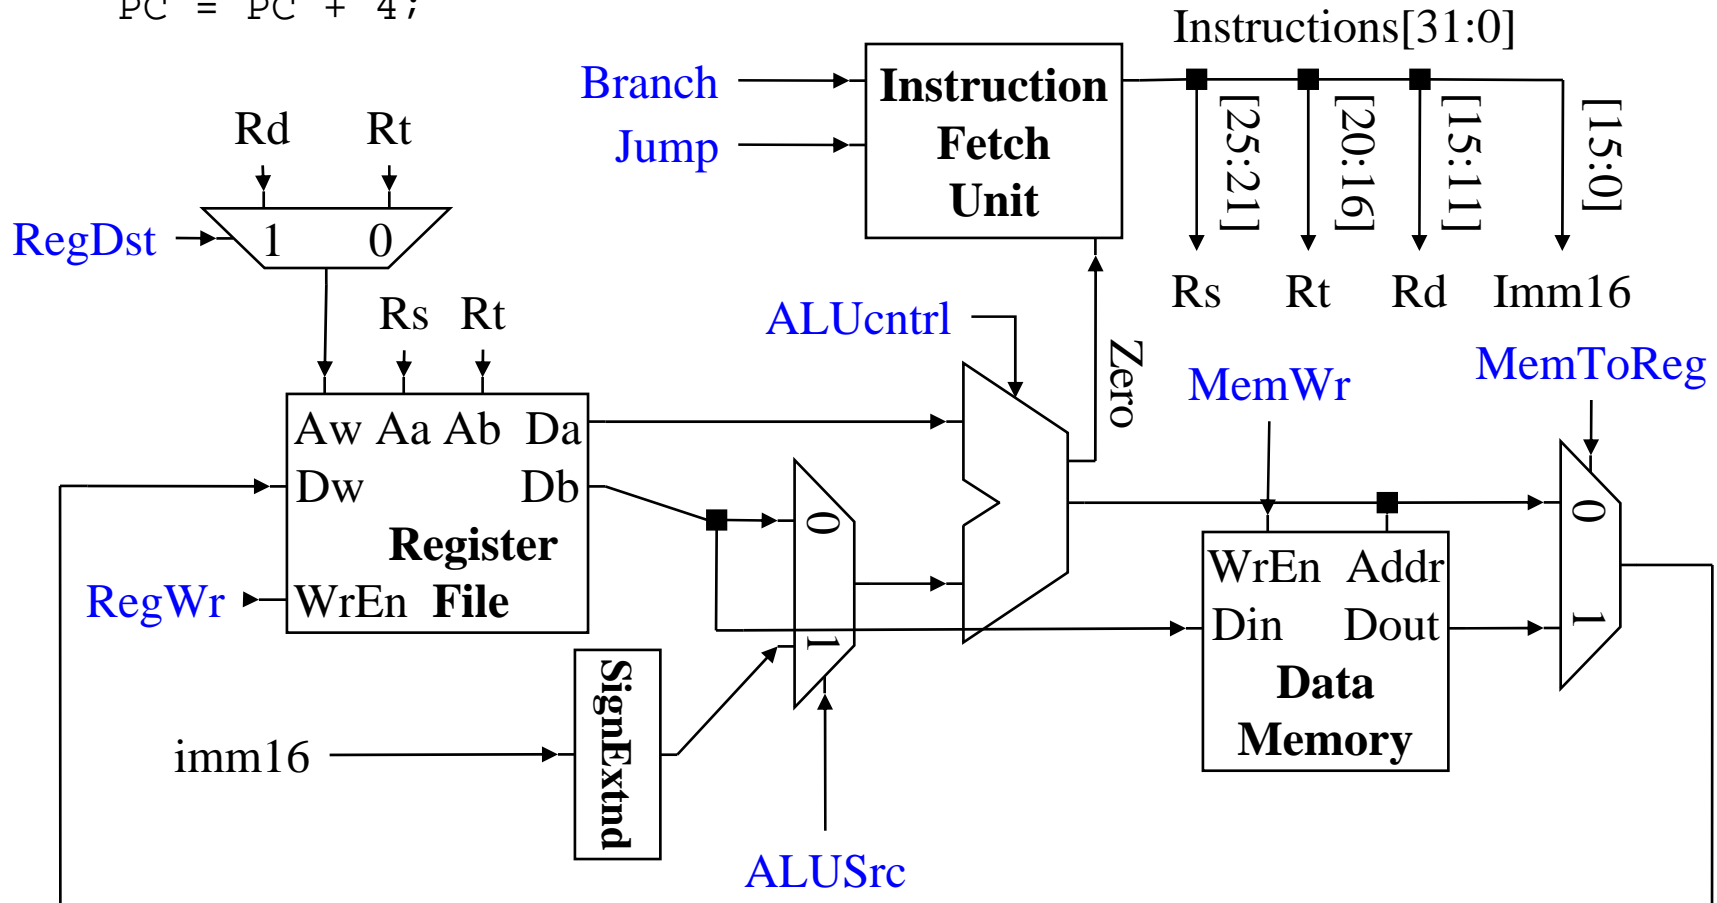 PC = PC + 4;
Instructions[31:0]
Branch
Jump
Instruction
Fetch
Unit
[25:21]
[20:16]
[15:11]
[15:0]
Rd Rt
RegDst
1 0
Rs Rt Rd Imm16
Rs Rt
ALUcntrl
Zero
MemWr
MemToReg
Aw Aa Ab Da
Dw Db
Register
File
RegWr
WrEn
0
1
WrEn Addr
Din Dout
Data
Memory
0
1
SignExtnd
imm16
ALUSrc